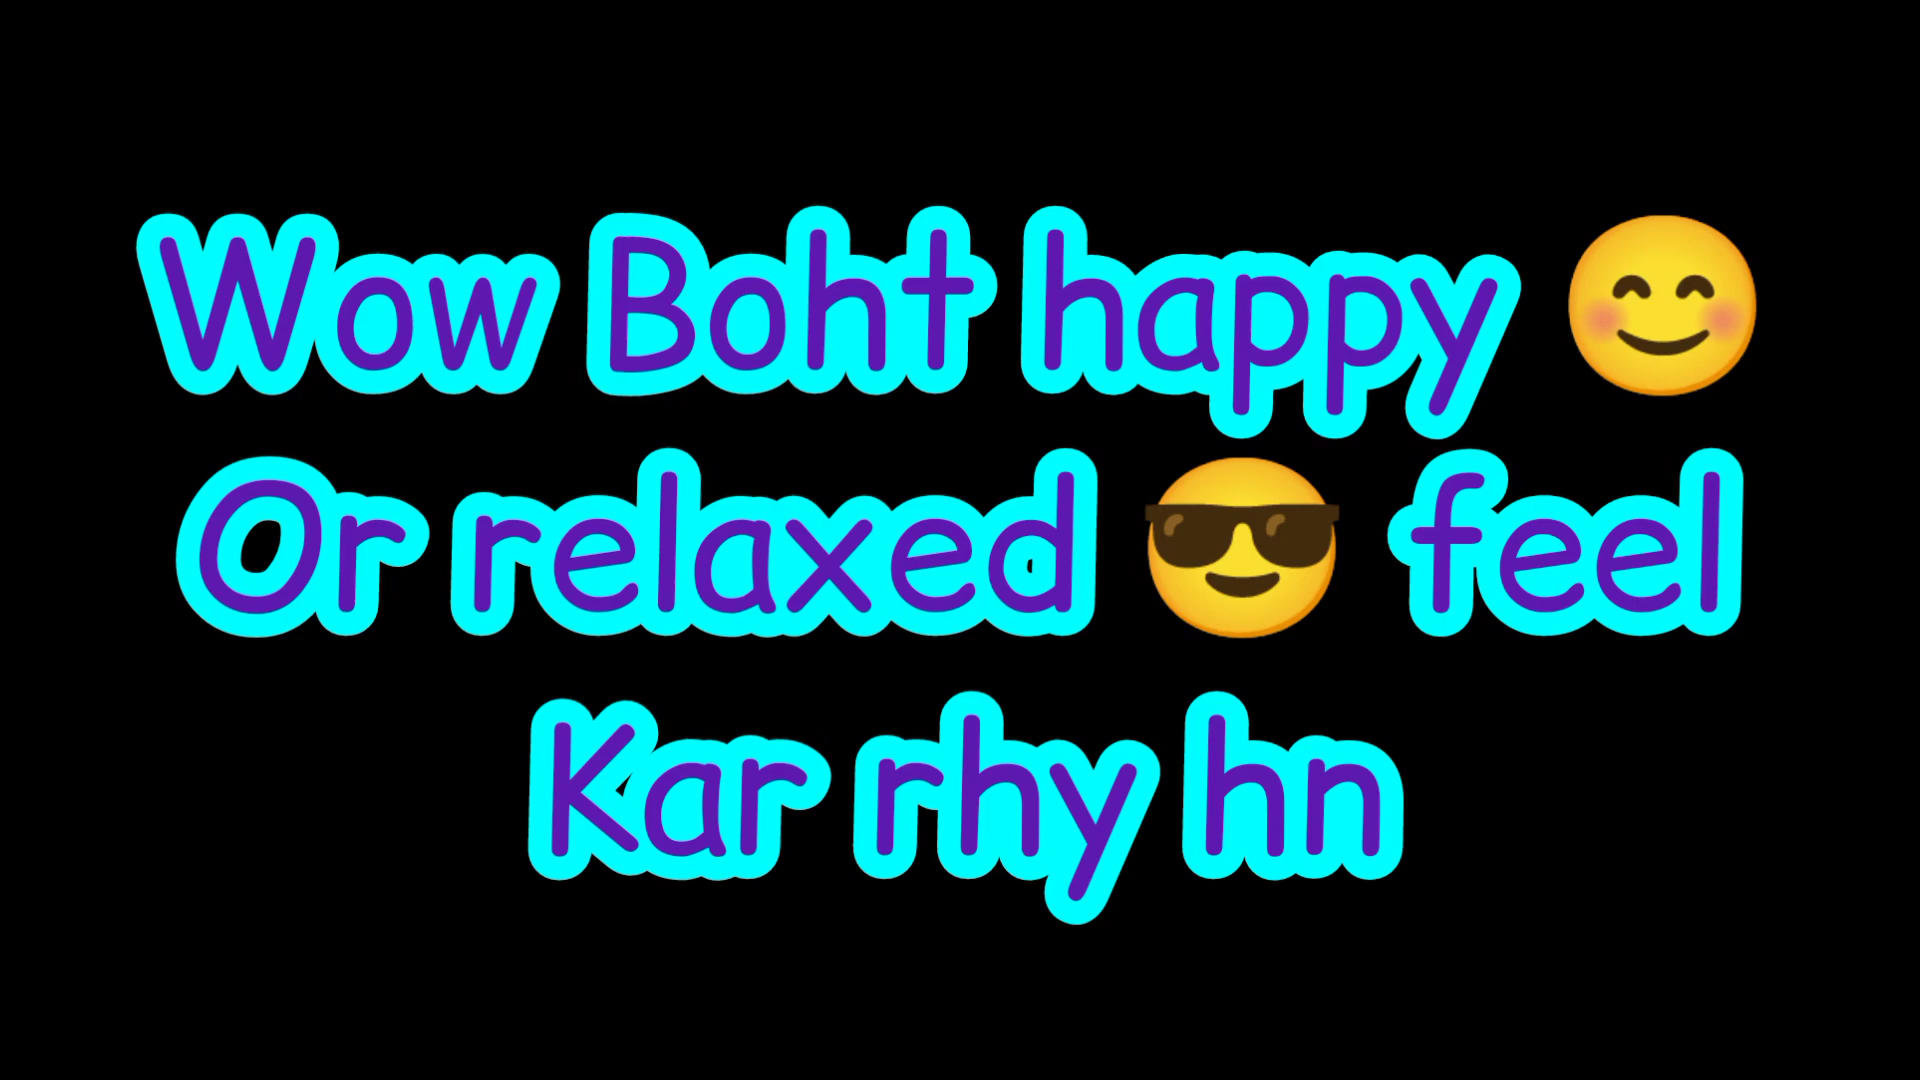 Wow Boht happy 😊
Or relaxed 😎 feel
Kar rhy hn